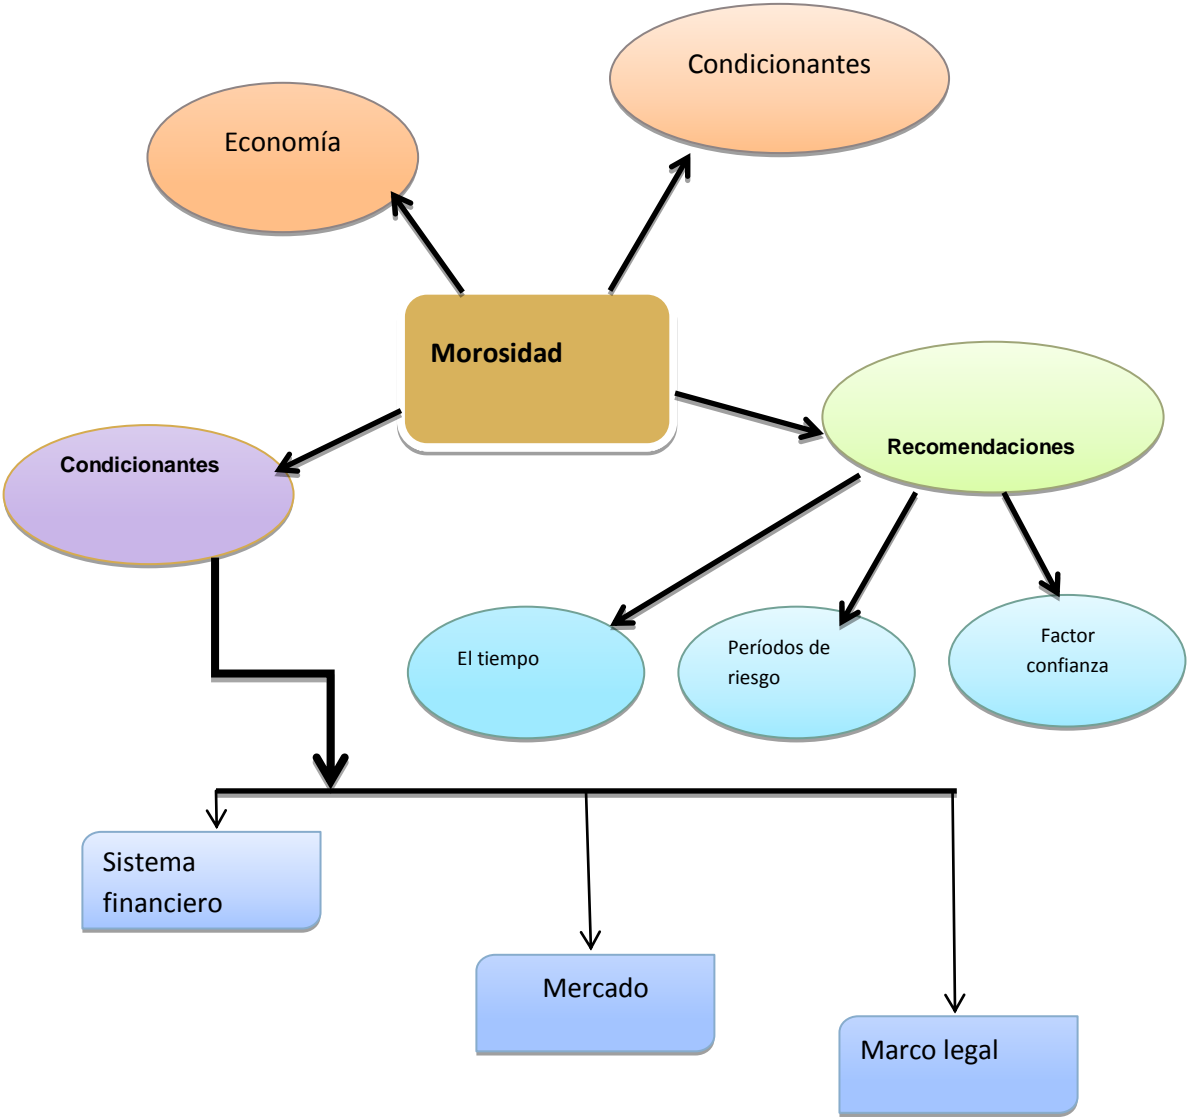 Condicionantes
Economía
Morosidad
Recomendaciones
Condicionantes
El tiempo
Períodos de
riesgo
Factor
confianza
Sistema
financiero
Mercado
Marco legal